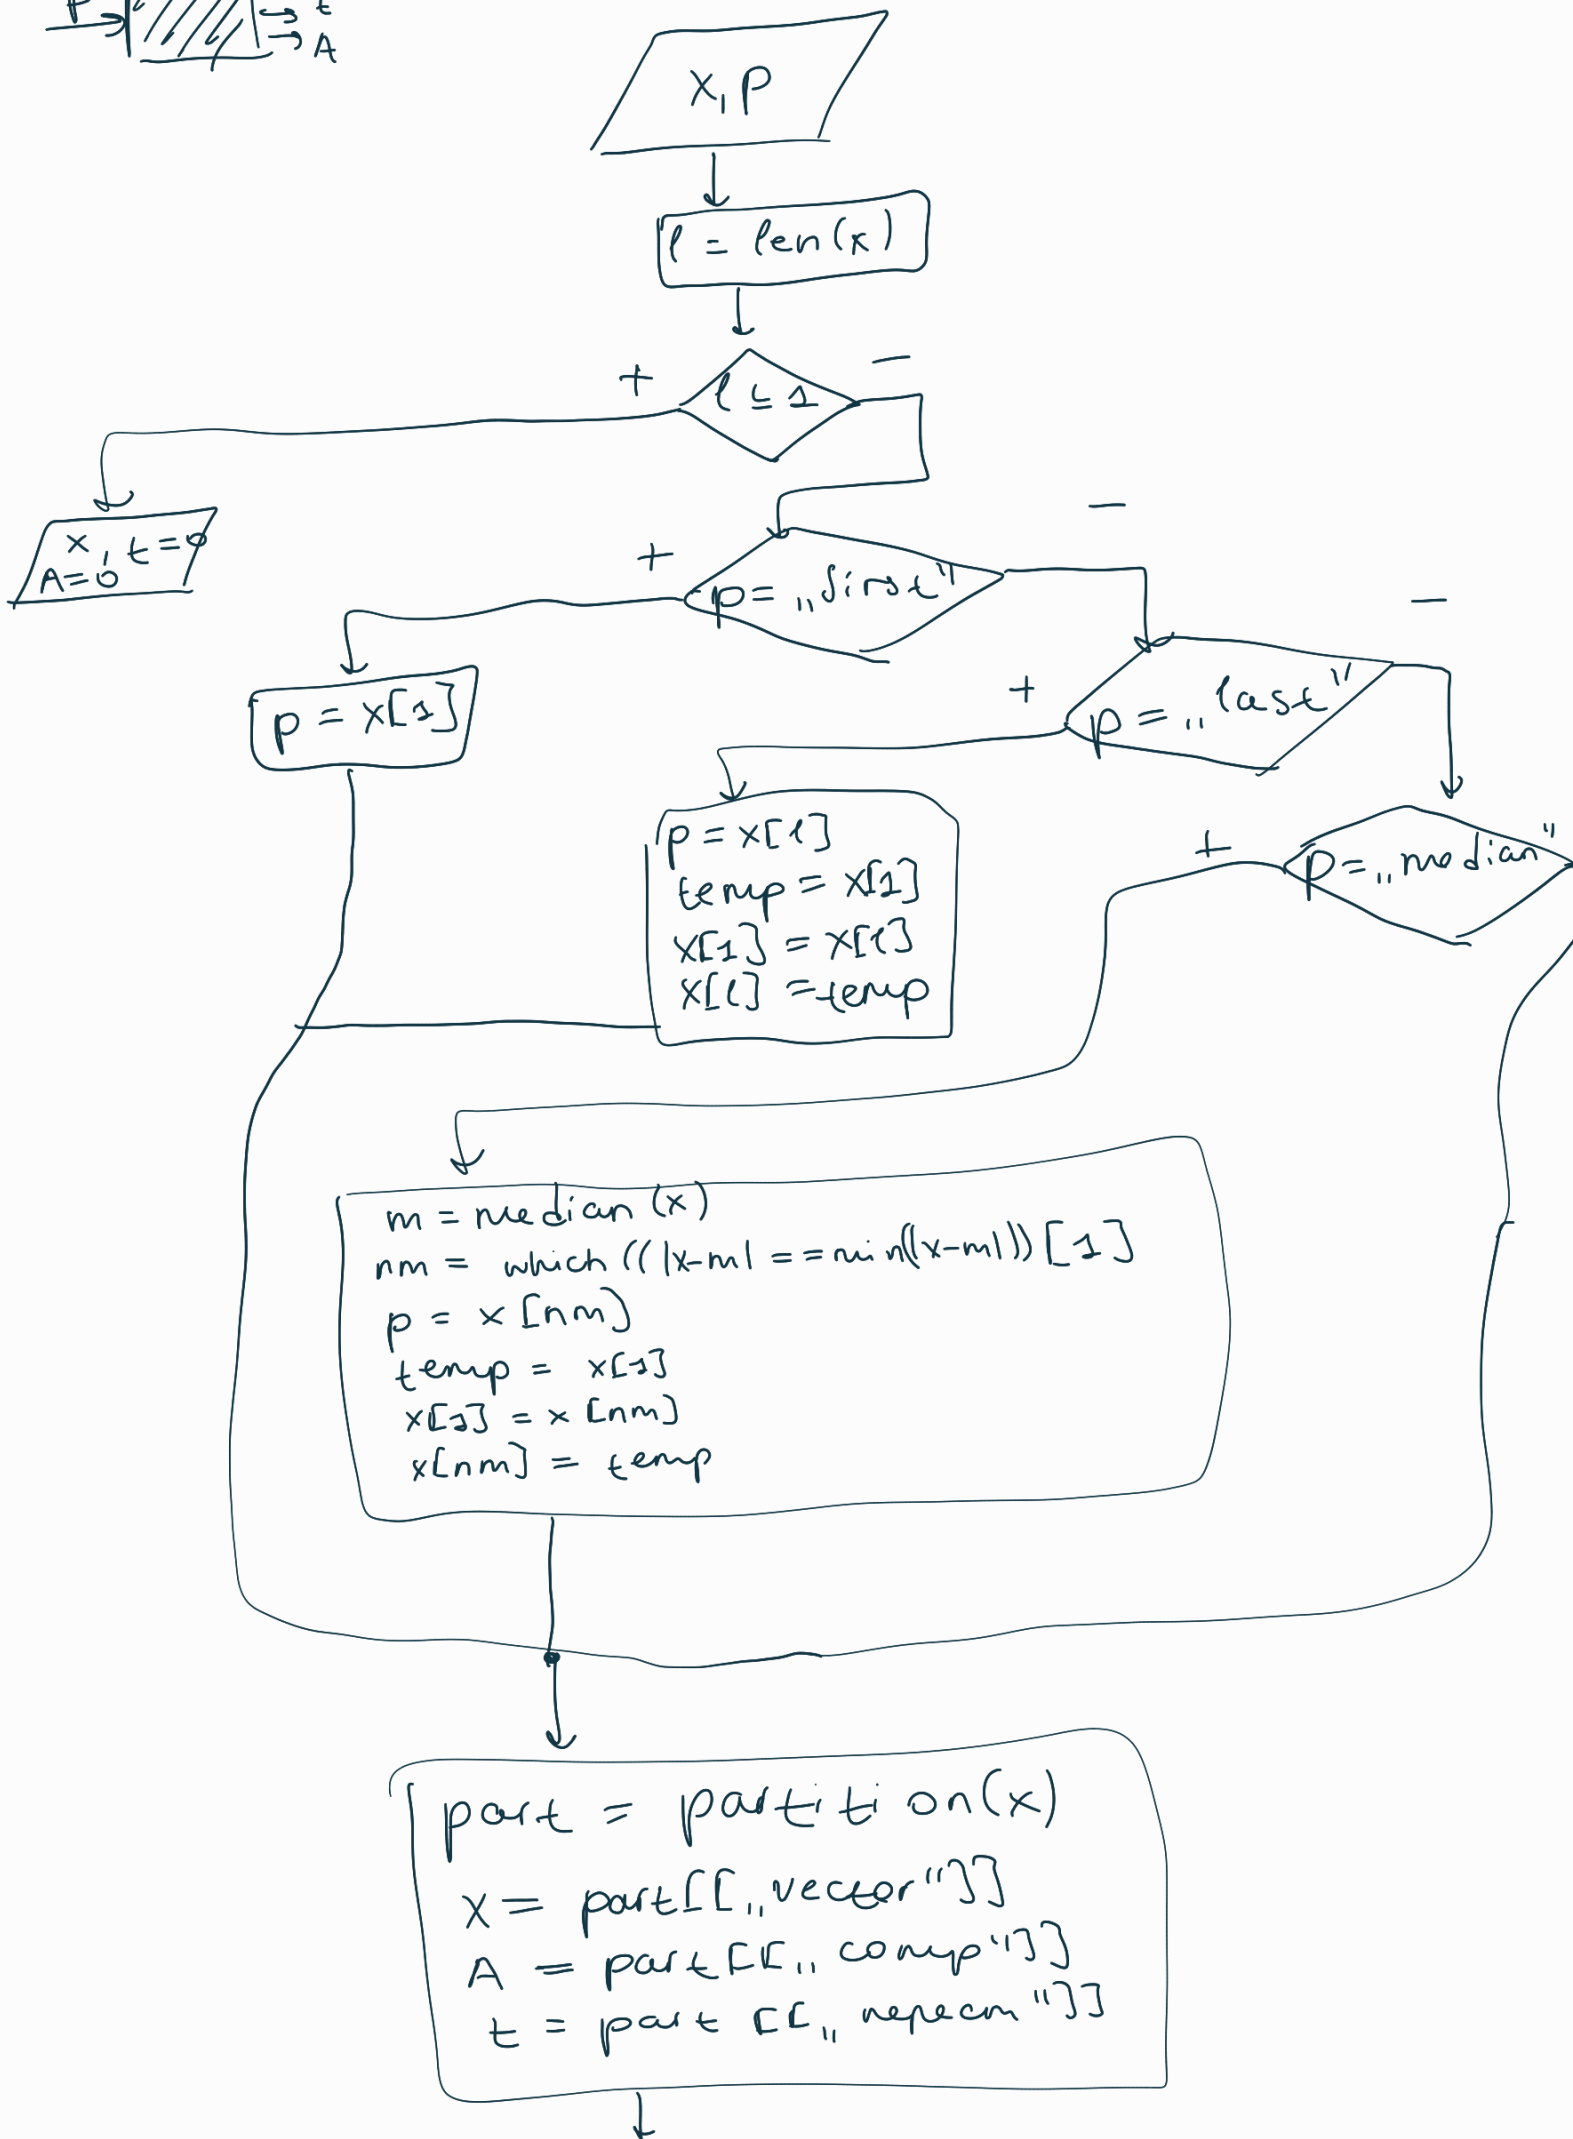 p
t
A
x, p
l = len(x)
+ l ≤ 1 —
x, t = 0
A = 0
+ p = „first" —
p = x[1]
+ p = „last" —
p = x[l]
temp = x[1]
x[1] = x[l]
x[l] = temp
+ p = „median"
m = median (x)
nm = which ((|x-m| == min(|x-m|))[1]
p = x [nm]
temp = x[1]
x[1] = x [nm]
x[nm] = temp
part = partition(x)
x = part[[„vector"]]
A = part[[„comp"]]
t = part [[„перест"]]